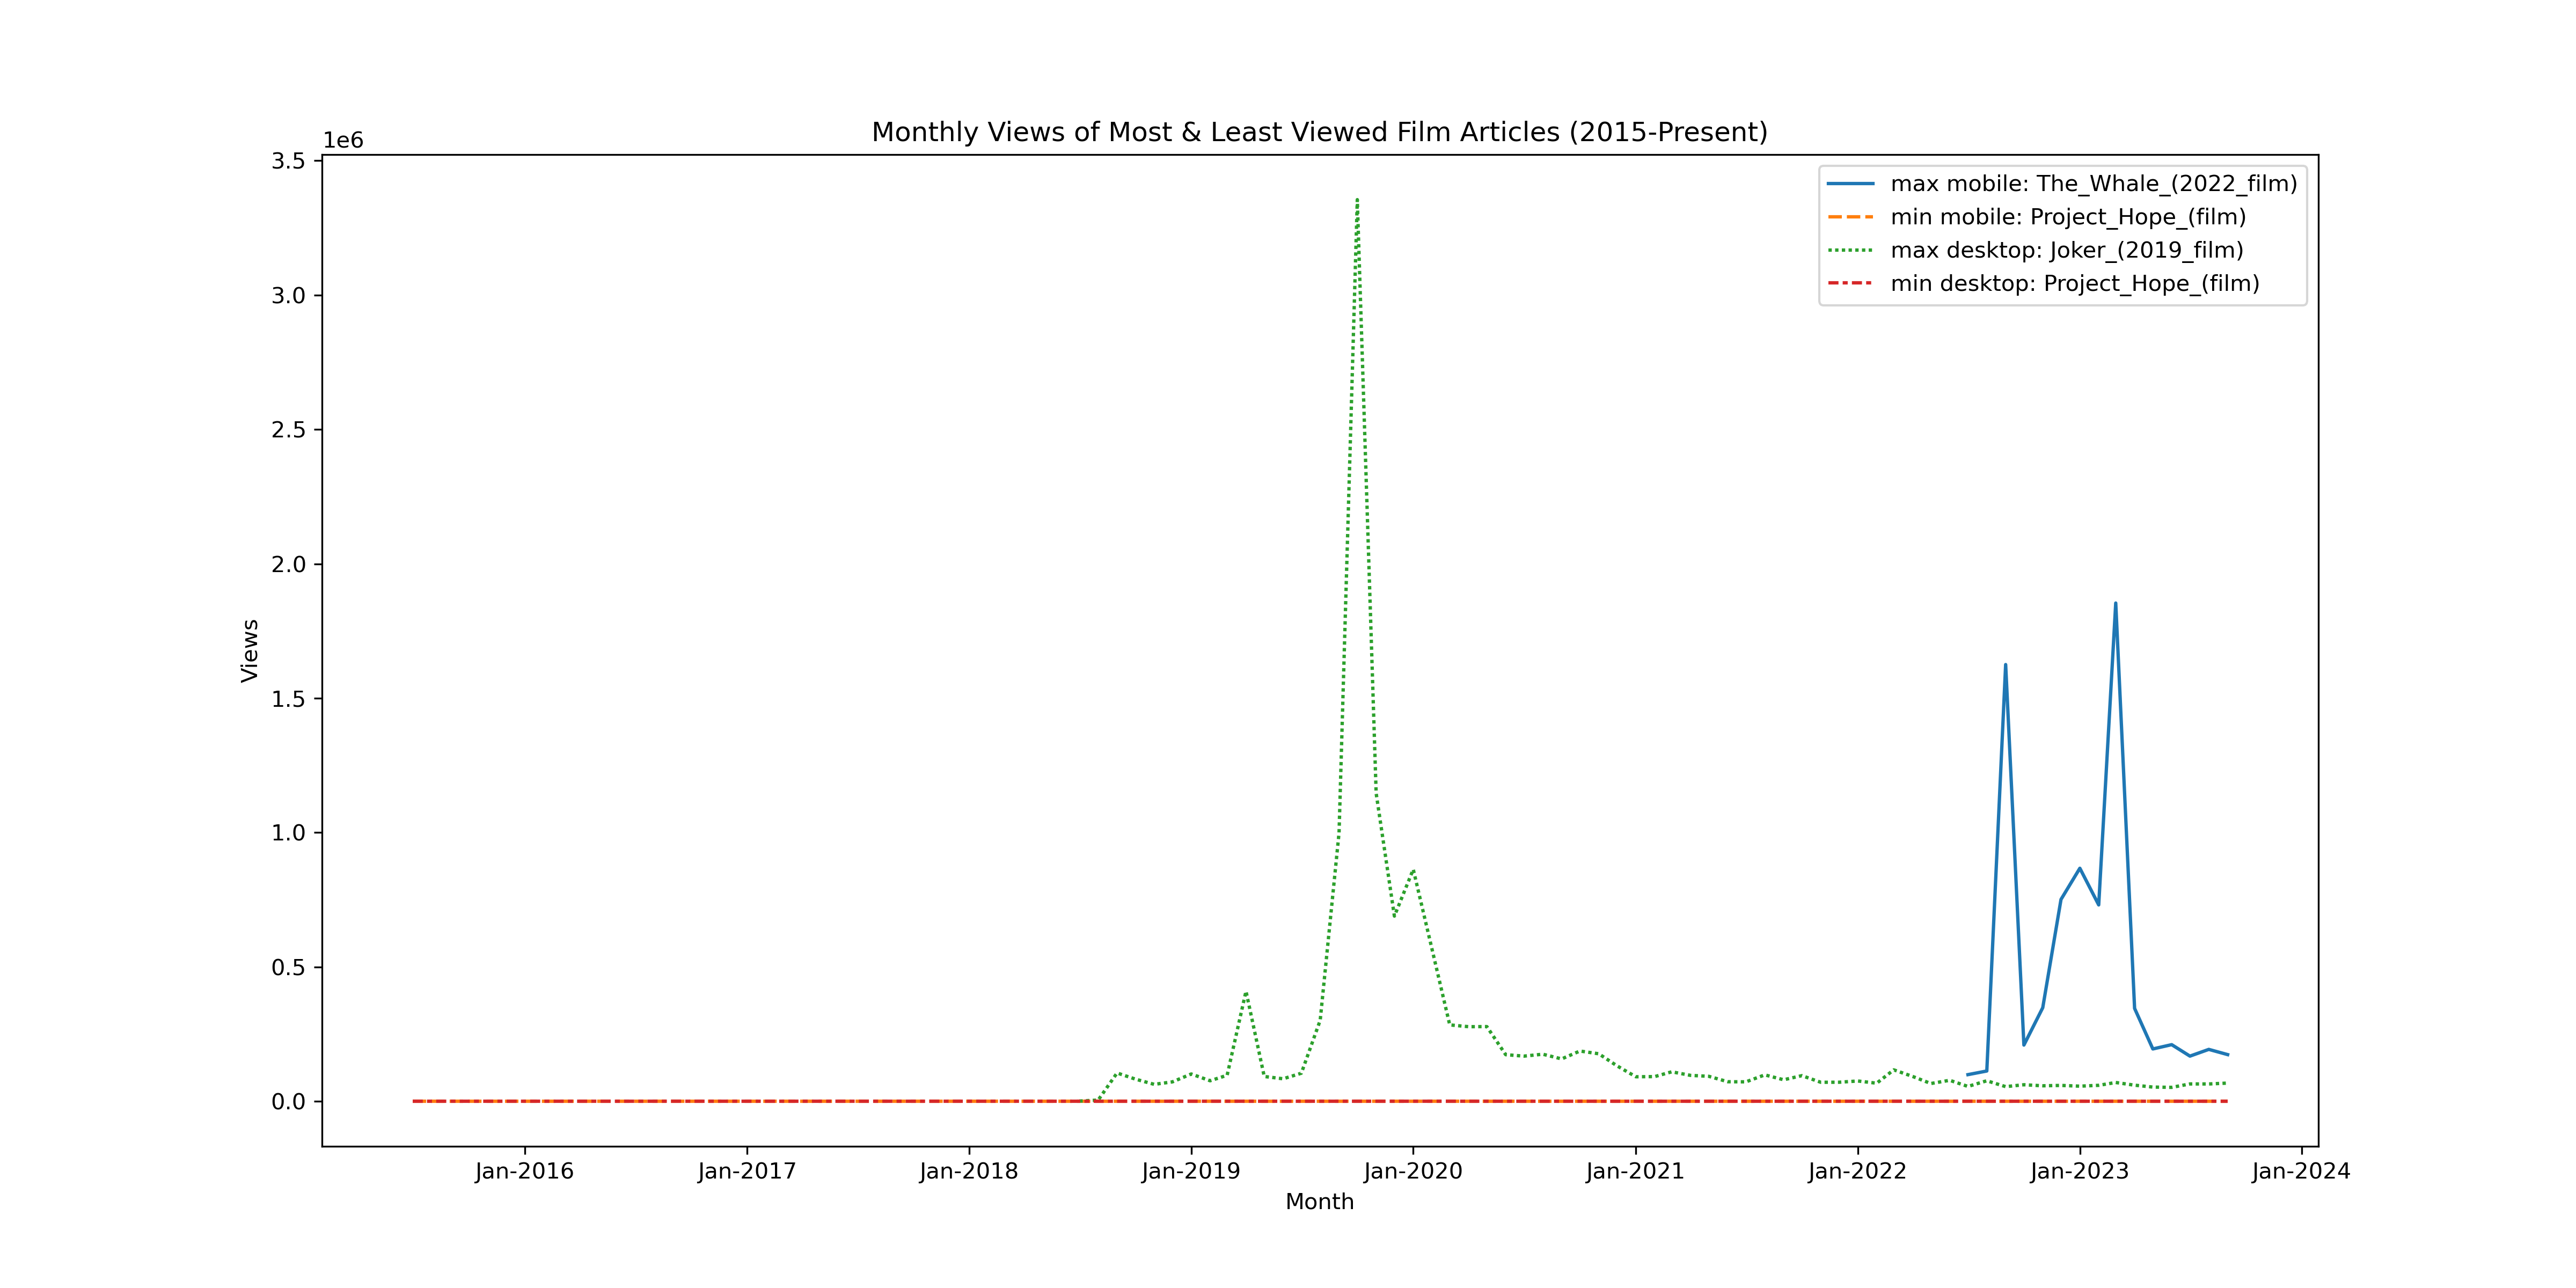 Monthly Views of Most & Least Viewed Film Articles (2015-Present)
1e6
3.5
3.0
2.5
2.0
1.5
1.0
0.5
0.0
Views
max mobile: The_Whale_(2022_film)
min mobile: Project_Hope_(film)
max desktop: Joker_(2019_film)
min desktop: Project_Hope_(film)
Jan-2016 Jan-2017 Jan-2018 Jan-2019 Jan-2020 Jan-2021 Jan-2022 Jan-2023 Jan-2024
Month